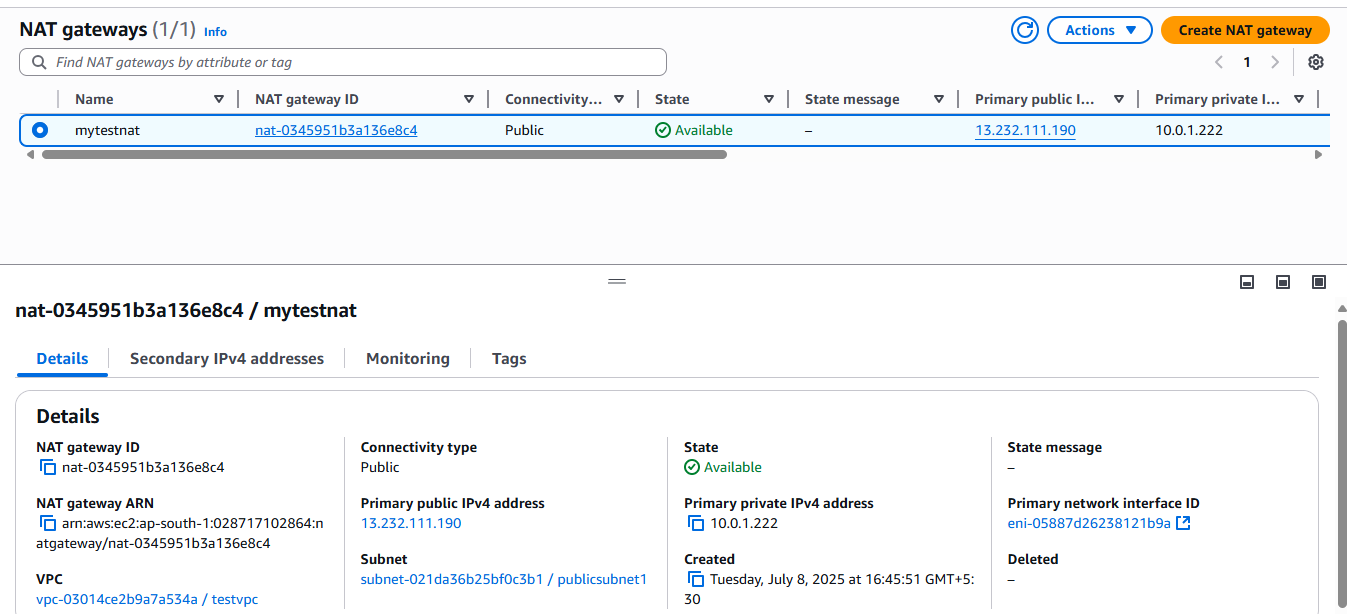 NAT gateways (1/1) Info
Actions
Create NAT gateway
Find NAT gateways by attribute or tag
1
Name NAT gateway ID Connectivity... State State message Primary public I... Primary private I...
mytestnat nat-0345951b3a136e8c4 Public Available – 13.232.111.190 10.0.1.222
nat-0345951b3a136e8c4 / mytestnat
Details Secondary IPv4 addresses Monitoring Tags
Details
NAT gateway ID
nat-0345951b3a136e8c4
NAT gateway ARN
arn:aws:ec2:ap-south-1:028717102864:n
atgateway/nat-0345951b3a136e8c4
VPC
vpc-03014ce2b9a7a534a / testvpc
Connectivity type
Public
Primary public IPv4 address
13.232.111.190
Subnet
subnet-021da36b25bf0c3b1 / publicsubnet1
State
Available
Primary private IPv4 address
10.0.1.222
Created
Tuesday, July 8, 2025 at 16:45:51 GMT+5:
30
State message
–
Primary network interface ID
eni-05887d26238121b9a
Deleted
–